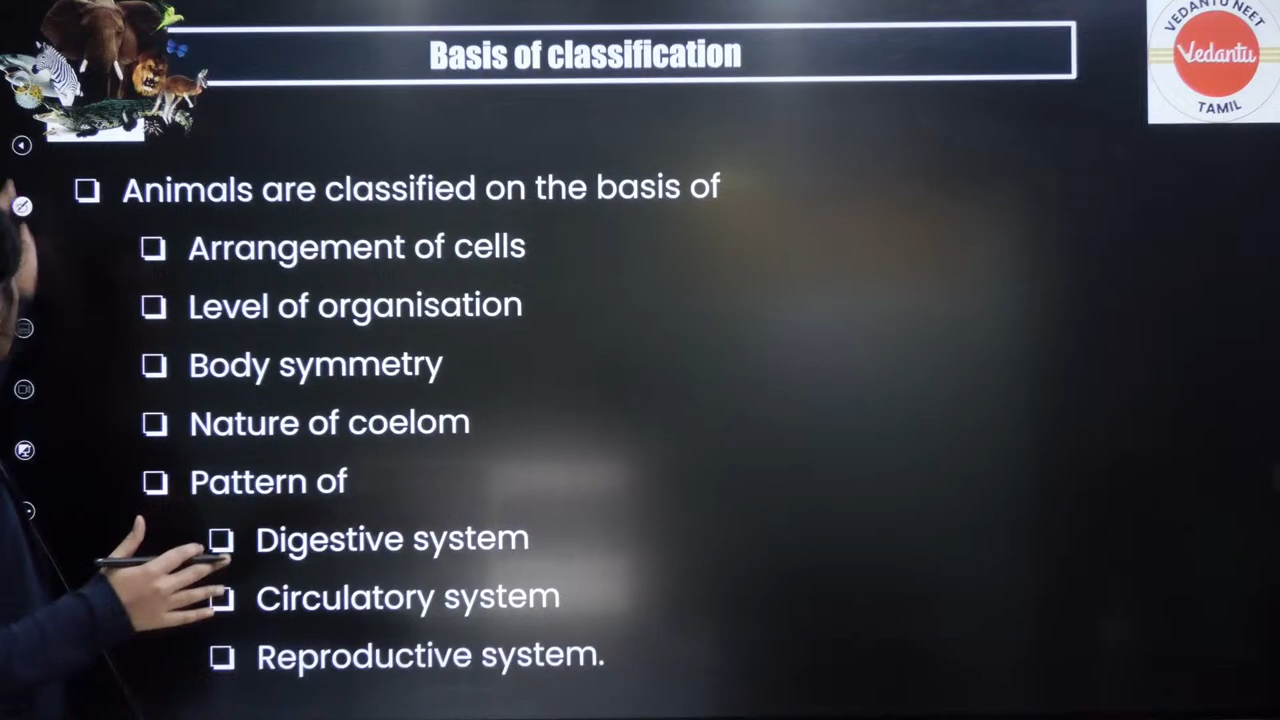 Basis of classification
VEDANTU NEET
Vedantu
TAMIL
Animals are classified on the basis of
Arrangement of cells
Level of organisation
Body symmetry
Nature of coelom
Pattern of
Digestive system
Circulatory system
Reproductive system.